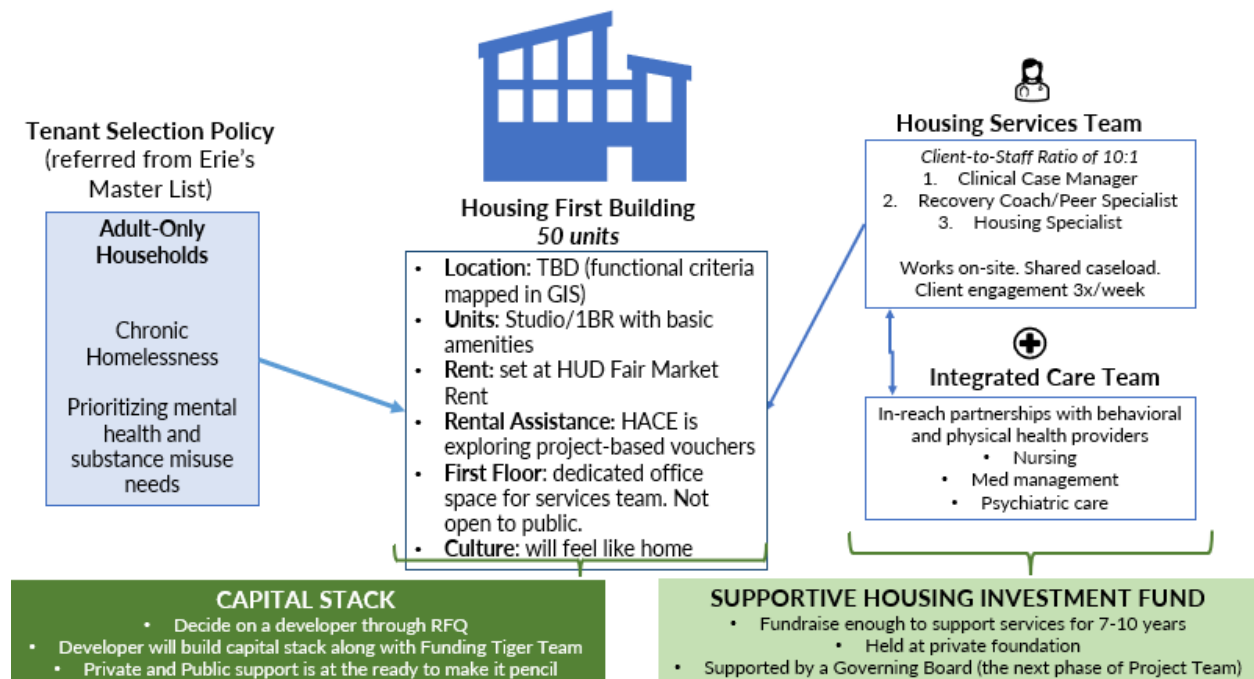 Tenant Selection Policy
(referred from Erie's
Master List)
Adult-Only
Households
Chronic
Homelessness
Prioritizing mental
health and
substance misuse
needs
Housing First Building
50 units
• Location: TBD (functional criteria
mapped in GIS)
• Units: Studio/1BR with basic
amenities
• Rent: set at HUD Fair Market
Rent
• Rental Assistance: HACE is
exploring project-based vouchers
• First Floor: dedicated office
space for services team. Not
open to public.
• Culture: will feel like home
Housing Services Team
Client-to-Staff Ratio of 10:1
1. Clinical Case Manager
2. Recovery Coach/Peer Specialist
3. Housing Specialist
Works on-site. Shared caseload.
Client engagement 3x/week
Integrated Care Team
In-reach partnerships with behavioral
and physical health providers
• Nursing
• Med management
• Psychiatric care
CAPITAL STACK
• Decide on a developer through RFQ
• Developer will build capital stack along with Funding Tiger Team
• Private and Public support is at the ready to make it pencil
SUPPORTIVE HOUSING INVESTMENT FUND
• Fundraise enough to support services for 7-10 years
• Held at private foundation
• Supported by a Governing Board (the next phase of Project Team)